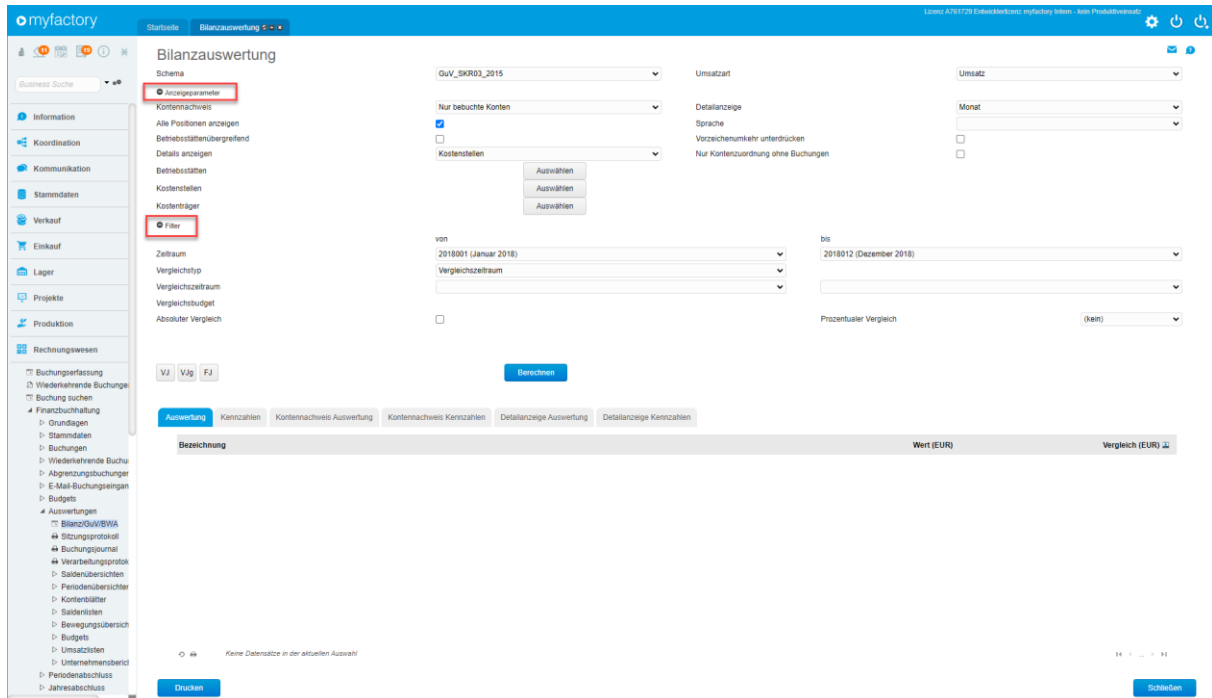 Lizenz A761729 Entwicklerlizenz myfactory Intern - kein Produktiveinsatz
myfactory
Startseite
Bilanzauswertung
Business Suche
Information
Koordination
Kommunikation
Stammdaten
Verkauf
Einkauf
Lager
Projekte
Produktion
Rechnungswesen
Buchungserfassung
Wiederkehrende Buchunge
Buchung suchen
Finanzbuchhaltung
Grundlagen
Stammdaten
Buchungen
Wiederkehrende Buchu
Abgrenzungsbuchunger
E-Mail-Buchungseingan
Budgets
Auswertungen
Bilanz/GuV/BWA
Sitzungsprotokoll
Buchungsjournal
Verarbeitungsprotok
Saldenübersichten
Periodenübersichter
Kontenblätter
Saldenlisten
Bewegungsübersich
Budgets
Umsatzlisten
Unternehmensbericl
Periodenabschluss
Jahresabschluss
Bilanzauswertung
Schema GuV_SKR03_2015 Umsatzart Umsatz
Anzeigeparameter
Kontennachweis Nur bebuchte Konten Detailanzeige Monat
Alle Positionen anzeigen Sprache
Betriebsstättenübergreifend Vorzeichenumkehr unterdrücken
Details anzeigen Kostenstellen Nur Kontenzuordnung ohne Buchungen
Betriebsstätten Auswählen
Kostenstellen Auswählen
Kostenträger Auswählen
Filter
von bis
Zeitraum 2018001 (Januar 2018) 2018012 (Dezember 2018)
Vergleichstyp Vergleichszeitraum
Vergleichszeitraum
Vergleichsbudget
Absoluter Vergleich Prozentualer Vergleich (kein)
VJ VJg FJ Berechnen
Auswertung Kennzahlen Kontennachweis Auswertung Kontennachweis Kennzahlen Detailanzeige Auswertung Detailanzeige Kennzahlen
Bezeichnung Wert (EUR) Vergleich (EUR)
Keine Datensätze in der aktuellen Auswahl
...
Drucken Schließen